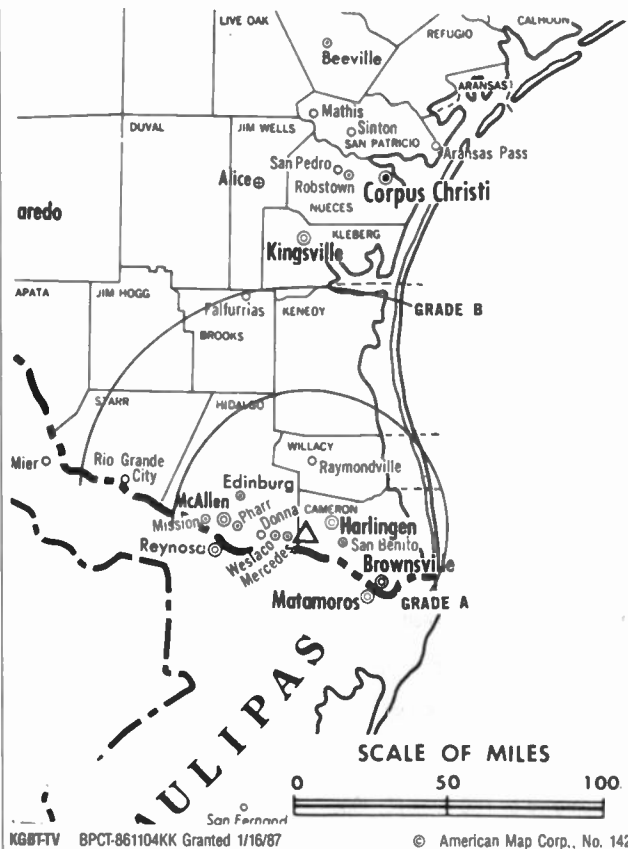 LIVE OAK
CALHOUN
REFUGIO
Beeville
ARANSAS
Mathis
DUVAL
JIM WELLS
Sinton
SAN PATRICIO
Aransas Pass
San Pedro
Alice
Robstown
Corpus Christi
NUECES
aredo
KLEBERG
Kingsville
APATA
JIM HOGG
Falfurrias
KENEDY
GRADE B
BROOKS
STARR
HIDALGO
WILLACY
Mier
Rio Grande
City
Raymondville
Edinburg
McAllen
CAMERON
Mission
Pharr
Donna
Harlingen
Reynosa
Weslaco
San Benito
Mercedes
Brownsville
Matamoros
GRADE A
AULIPAS
SCALE OF MILES
0 50 100
San Fernand
KGBT-TV BPCT-861104KK Granted 1/16/87 © American Map Corp., No. 142